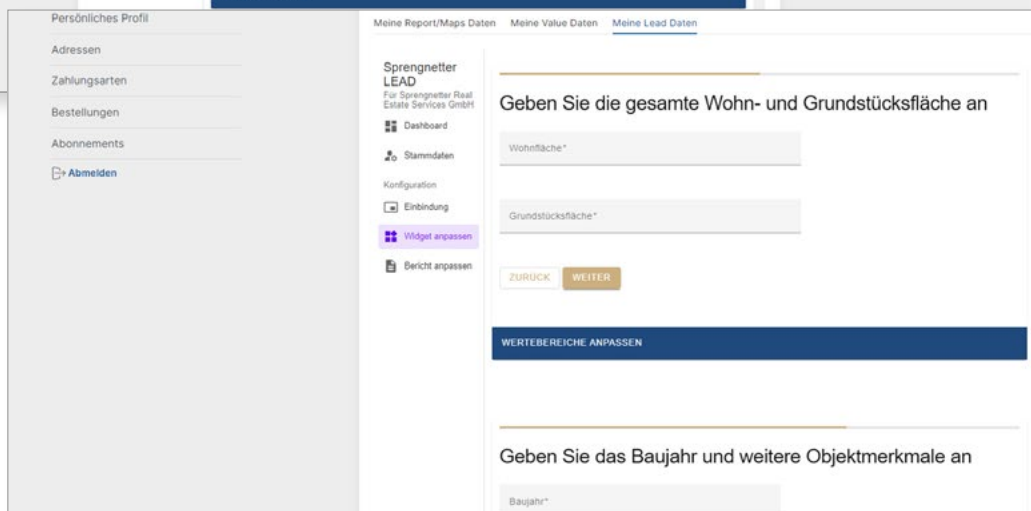 Persönliches Profil
Adressen
Zahlungsarten
Bestellungen
Abonnements
Abmelden
Meine Report/Maps Daten Meine Value Daten Meine Lead Daten
Sprengnetter
LEAD
Für Sprengnetter Real
Estate Services GmbH
Dashboard
Stammdaten
Konfiguration
Einbindung
Widget anpassen
Bericht anpassen
Geben Sie die gesamte Wohn- und Grundstücksfläche an
Wohnfläche*
Grundstücksfläche*
ZURÜCK WEITER
WERTEBEREICHE ANPASSEN
Geben Sie das Baujahr und weitere Objektmerkmale an
Baujahr*